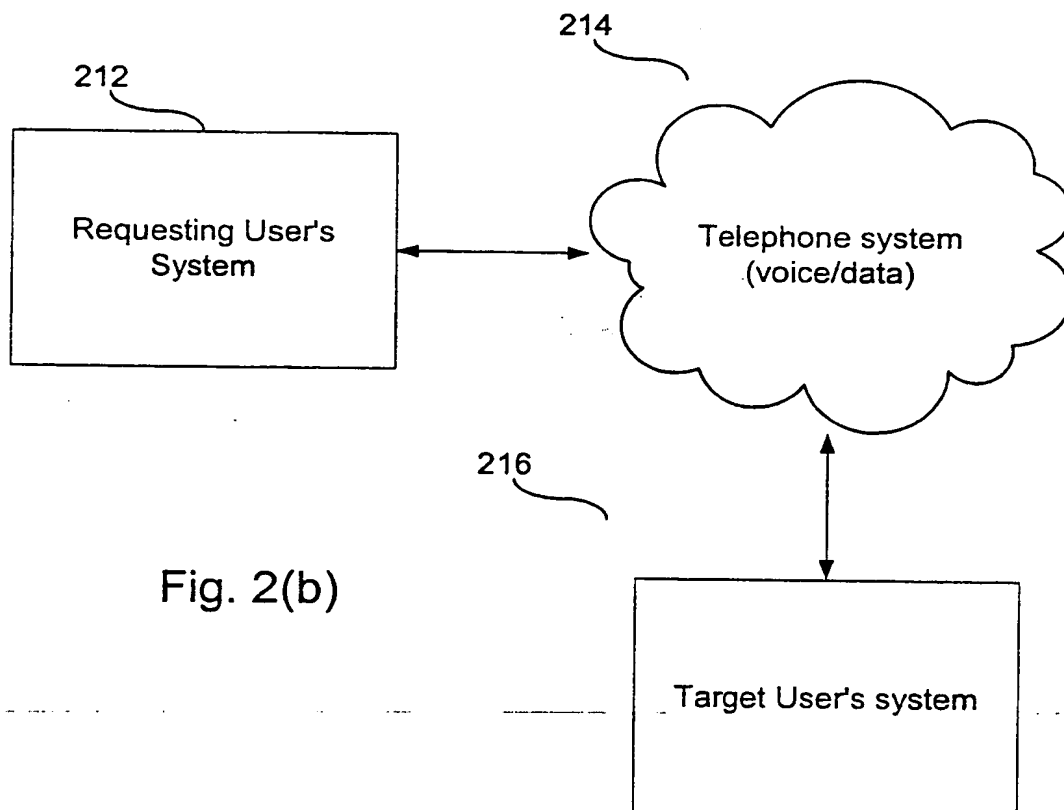 214
212
Requesting User's
System
Telephone system
(voice/data)
216
Fig. 2(b)
Target User's system